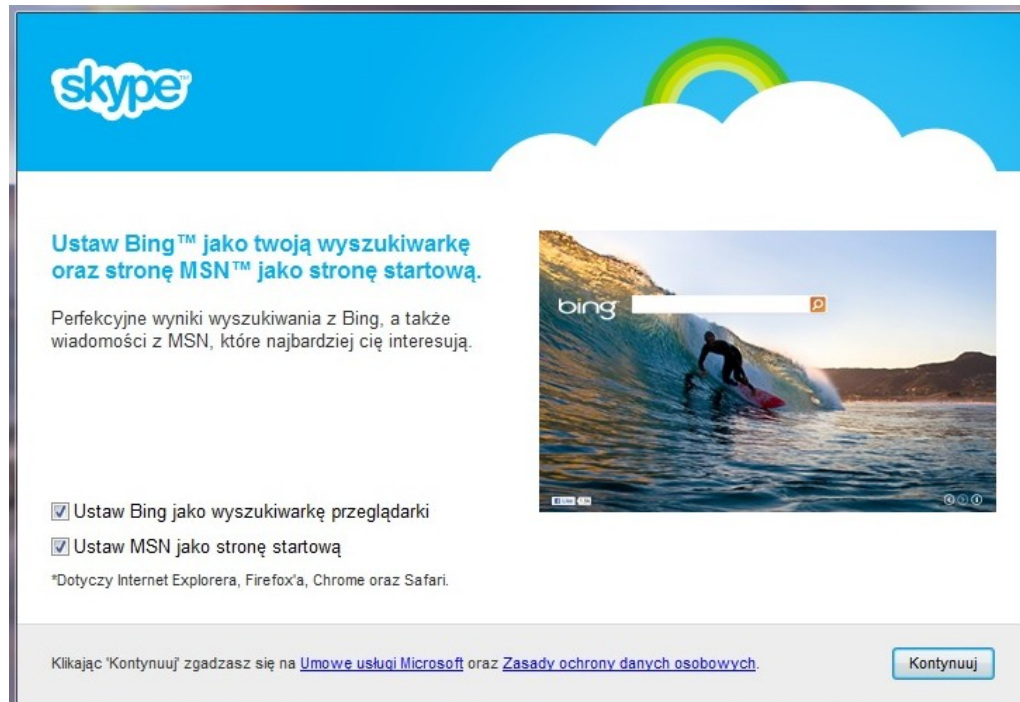 skype™
Ustaw Bing™ jako twoją wyszukiwarkę
oraz stronę MSN™ jako stronę startową.
Perfekcyjne wyniki wyszukiwania z Bing, a także
wiadomości z MSN, które najbardziej cię interesują.
bing
Like
Ustaw Bing jako wyszukiwarkę przeglądarki
Ustaw MSN jako stronę startową
*Dotyczy Internet Explorera, Firefox'a, Chrome oraz Safari.
Klikając 'Kontynuuj' zgadzasz się na Umowę usługi Microsoft oraz Zasady ochrony danych osobowych.
Kontynuuj